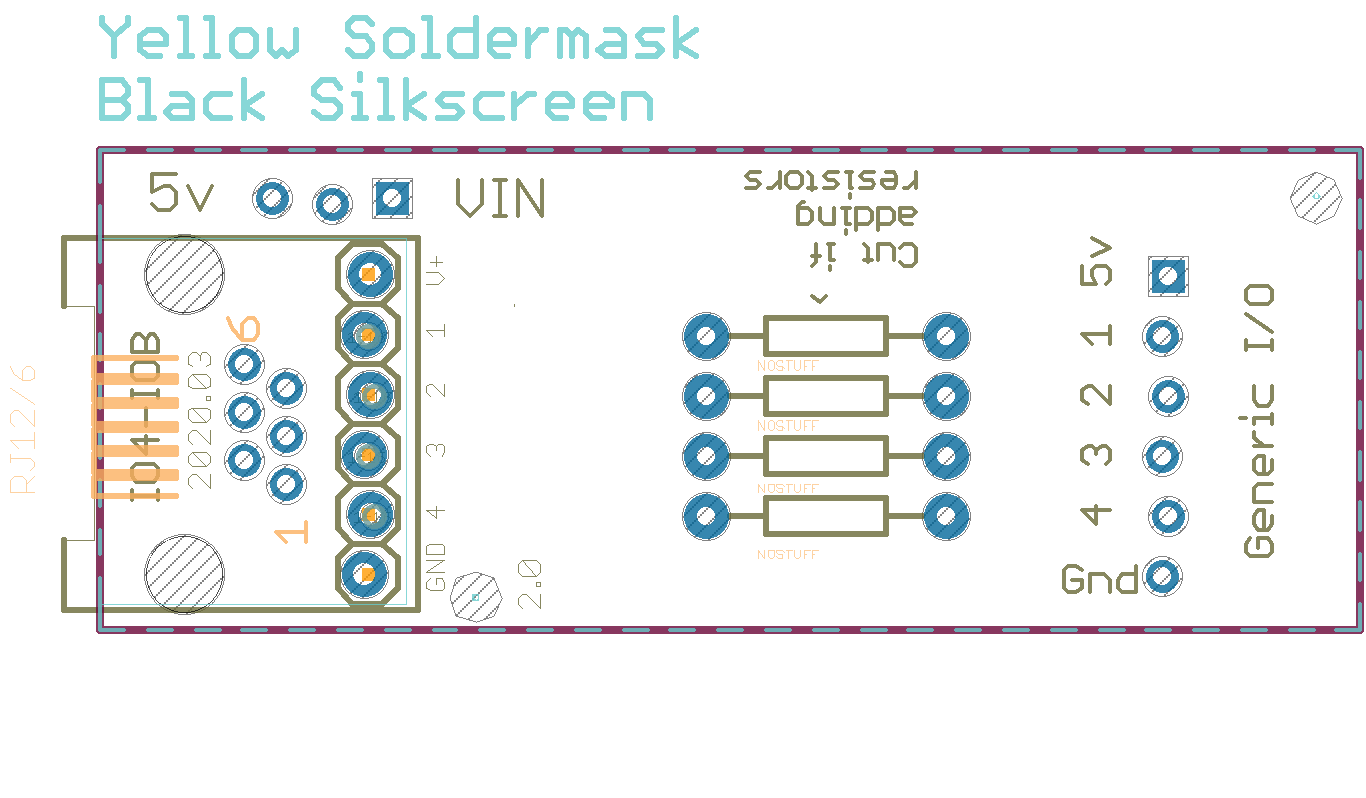 Yellow Soldermask
Black Silkscreen
5v
VIN
Cut if
adding
resistors
^
V+
1
2
3
4
GND
6
1
RJ12/6
IO4-IOB
2020.03
2.0
NOSTUFF
NOSTUFF
NOSTUFF
NOSTUFF
5v
1
2
3
4
Gnd
Generic I/O